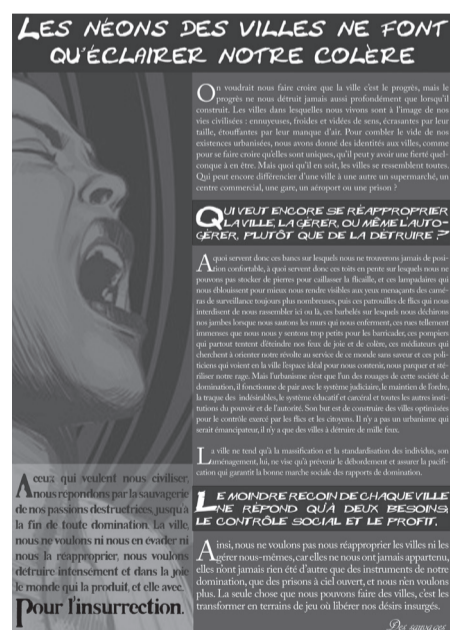 LES NÉONS DES VILLES NE FONT
QU'ÉCLAIRER NOTRE COLÈRE
On voudrait nous faire croire que la ville c'est le progrès, mais le
progrès ne nous détruit jamais aussi profondément que lorsqu'il
construit. Les villes dans lesquelles nous vivons sont à l'image de nos
vies civilisées : ennuyeuses, froides et vidées de sens, écrasantes par leur
taille, étouffantes par leur manque d'air. Pour combler le vide de nos
existences urbanisées, nous avons donné des identités aux villes, comme
pour se faire croire qu'elles sont uniques, qu'il peut y avoir une fierté quel-
conque à en être. Mais quoi qu'il en soit, les villes se ressemblent toutes.
Qui peut encore différencier d'une ville à une autre un supermarché, un
centre commercial, une gare, un aéroport ou une prison ?
QUI VEUT ENCORE SE RÉAPPROPRIER
LA VILLE, LA GÉRER, OU MÊME L'AUTO-
GÉRER, PLUTÔT QUE DE LA DÉTRUIRE ?
A quoi servent donc ces bancs sur lesquels nous ne trouverons jamais de posi-
tion confortable, à quoi servent donc ces toits en pente sur lesquels nous ne
pouvons pas stocker de pierres pour caillasser la flicaille, et ces lampadaires qui
nous éblouissent pour mieux nous rendre visibles aux yeux menaçants des camé-
ras de surveillance toujours plus nombreuses, puis ces patrouilles de flics qui nous
interdisent de nous rassembler ici ou là, ces barbelés sur lesquels nous déchirons
nos jambes lorsque nous sautons les murs qui nous enferment, ces rues tellement
immenses que nous nous y sentons trop petits pour les barricader, ces pompiers
qui partout tentent d'éteindre nos feux de joie et de colère, ces médiateurs qui
cherchent à orienter notre révolte au service de ce monde sans saveur et ces poli-
ticiens qui voient en la ville l'espace idéal pour nous contenir, nous parquer et sté-
riliser notre rage. Mais l'urbanisme n'est que l'un des rouages de cette société de
domination, il fonctionne de pair avec le système judiciaire, le maintien de l'ordre,
la traque des indésirables, le système éducatif et carcéral et toutes les autres insti-
tutions du pouvoir et de l'autorité. Son but est de construire des villes optimisées
pour le contrôle exercé par les flics et les citoyens. Il n'y a pas un urbanisme qui
serait émancipateur, il n'y a que des villes à détruire de mille feux.
La ville ne tend qu'à la massification et la standardisation des individus, son
aménagement, lui, ne vise qu'à prévenir le débordement et assurer la pacifi-
cation qui garantit la bonne marche sociale des rapports de domination.
LE MOINDRE RECOIN DE CHAQUE VILLE
NE RÉPOND QU'À DEUX BESOINS:
LE CONTRÔLE SOCIAL ET LE PROFIT.
Ainsi, nous ne voulons pas nous réapproprier les villes ni les
gérer nous-mêmes, car elles ne nous ont jamais appartenu,
elles n'ont jamais rien été d'autre que des instruments de notre
domination, que des prisons à ciel ouvert, et nous n'en voulons
plus. La seule chose que nous pouvons faire des villes, c'est les
transformer en terrains de jeu où libérer nos désirs insurgés.
Des sauvages
A ceux qui veulent nous civiliser,
nous répondons par la sauvagerie
de nos passions destructrices, jusqu'à
la fin de toute domination. La ville,
nous ne voulons ni nous en évader ni
nous la réapproprier, nous voulons
détruire intensément et dans la joie
le monde qui la produit, et elle avec.
Pour l'insurrection.